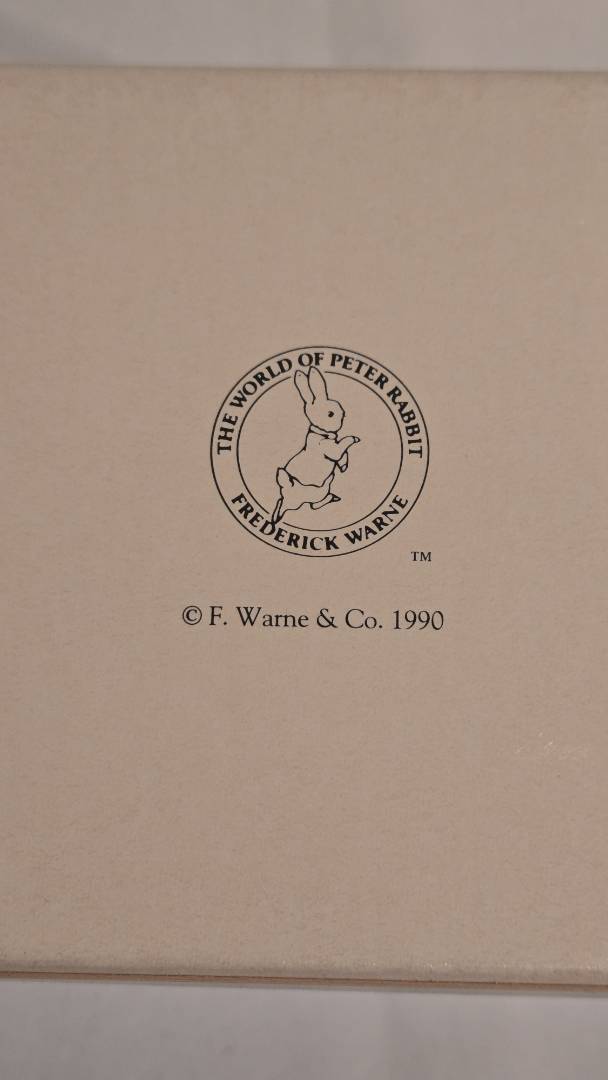 THE WORLD OF PETER RABBIT
FREDERICK WARNE
TM
© F. Warne & Co. 1990